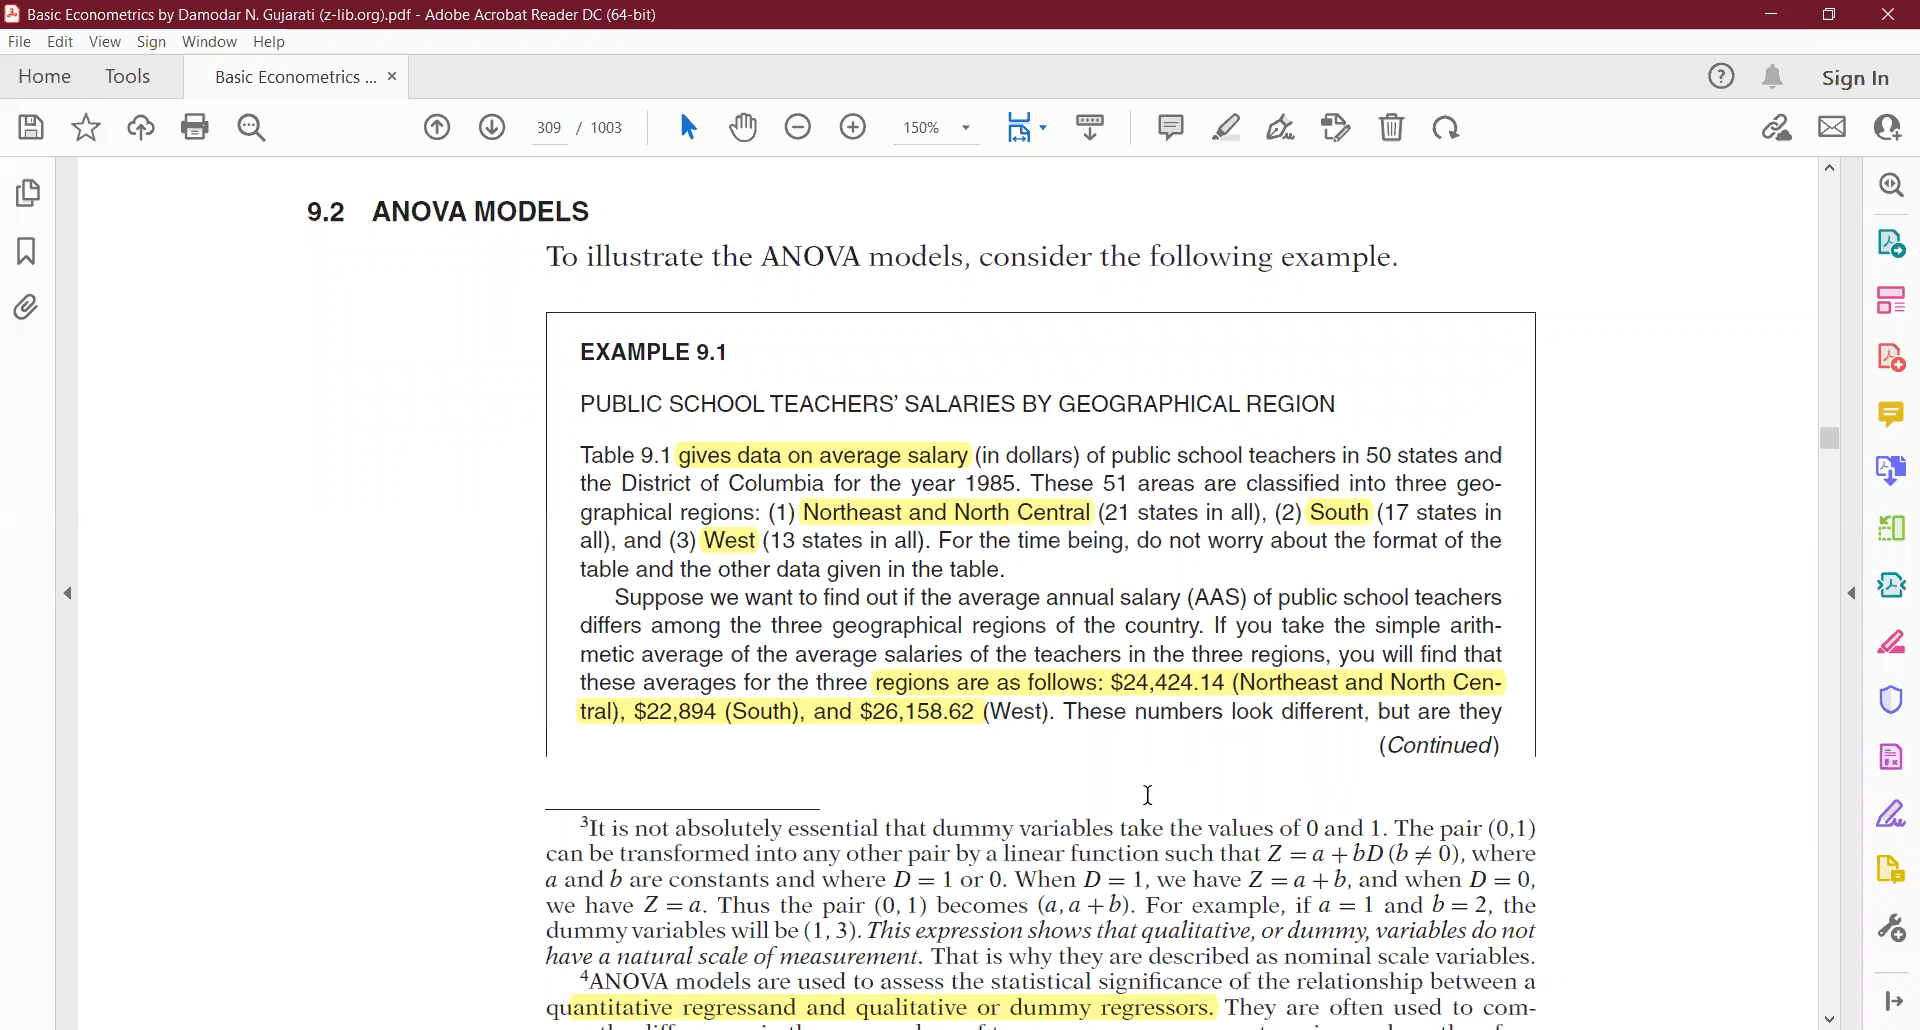 Basic Econometrics by Damodar N. Gujarati (z-lib.org).pdf - Adobe Acrobat Reader DC (64-bit)
File Edit View Sign Window Help
Home Tools Basic Econometrics ... × Sign In
309 / 1003 150%
9.2 ANOVA MODELS
To illustrate the ANOVA models, consider the following example.
EXAMPLE 9.1
PUBLIC SCHOOL TEACHERS’ SALARIES BY GEOGRAPHICAL REGION
Table 9.1 gives data on average salary (in dollars) of public school teachers in 50 states and
the District of Columbia for the year 1985. These 51 areas are classified into three geo-
graphical regions: (1) Northeast and North Central (21 states in all), (2) South (17 states in
all), and (3) West (13 states in all). For the time being, do not worry about the format of the
table and the other data given in the table.
Suppose we want to find out if the average annual salary (AAS) of public school teachers
differs among the three geographical regions of the country. If you take the simple arith-
metic average of the average salaries of the teachers in the three regions, you will find that
these averages for the three regions are as follows: $24,424.14 (Northeast and North Cen-
tral), $22,894 (South), and $26,158.62 (West). These numbers look different, but are they
(Continued)
³It is not absolutely essential that dummy variables take the values of 0 and 1. The pair (0,1)
can be transformed into any other pair by a linear function such that Z = a + bD (b ≠ 0), where
a and b are constants and where D = 1 or 0. When D = 1, we have Z = a + b, and when D = 0,
we have Z = a. Thus the pair (0, 1) becomes (a, a + b). For example, if a = 1 and b = 2, the
dummy variables will be (1, 3). This expression shows that qualitative, or dummy, variables do not
have a natural scale of measurement. That is why they are described as nominal scale variables.
⁴ANOVA models are used to assess the statistical significance of the relationship between a
quantitative regressand and qualitative or dummy regressors. They are often used to com-